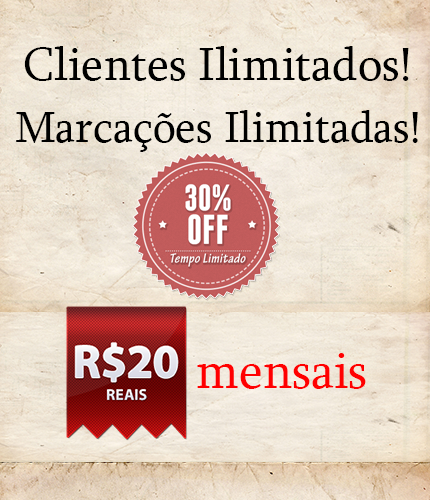 Clientes Ilimitados!
Marcações Ilimitadas!
30%
OFF
Tempo Limitado
R$20
REAIS
mensais